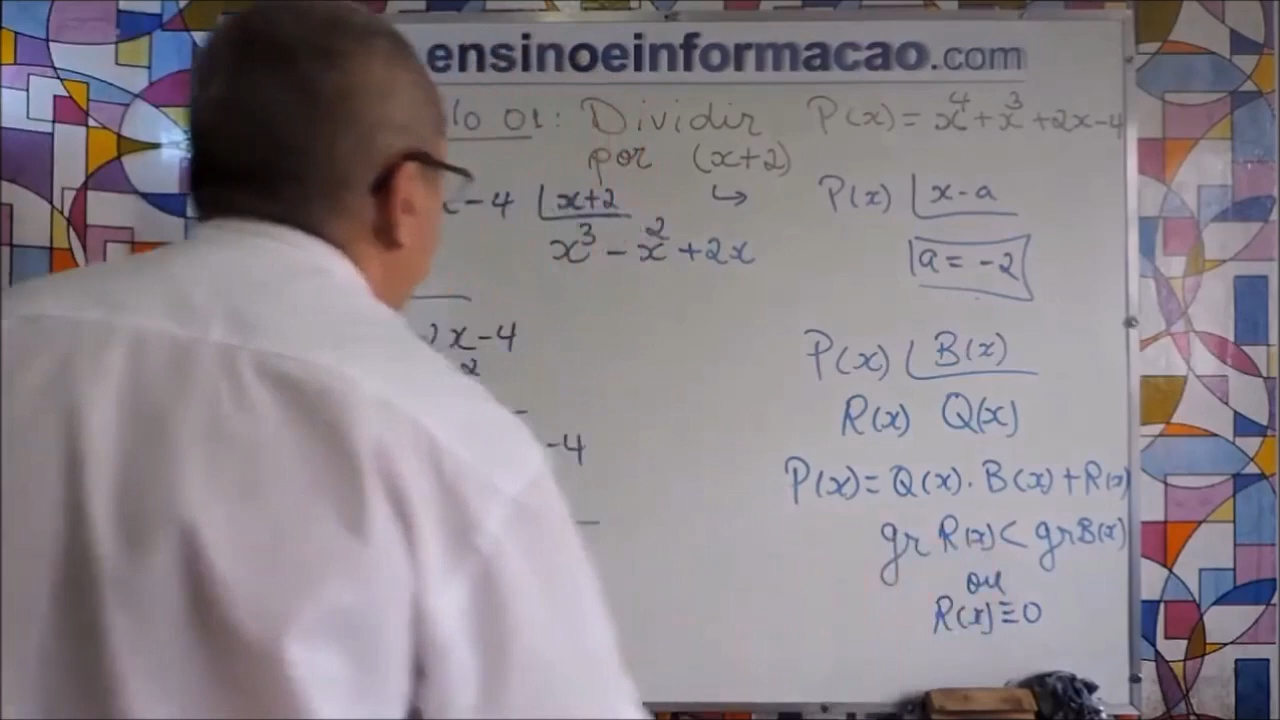 ensinoeinformacao.com
lo 01: Dividir P(x) = x⁴+x³+2x-4
por (x+2)
x-4 | x+2 ↪ P(x) | x-a
x³ - x² + 2x a = -2
x-4 P(x) | B(x)
2
R(x) Q(x)
-4
P(x) = Q(x) . B(x) + R(x)
gr R(x) < gr B(x)
ou
R(x) ≡ 0